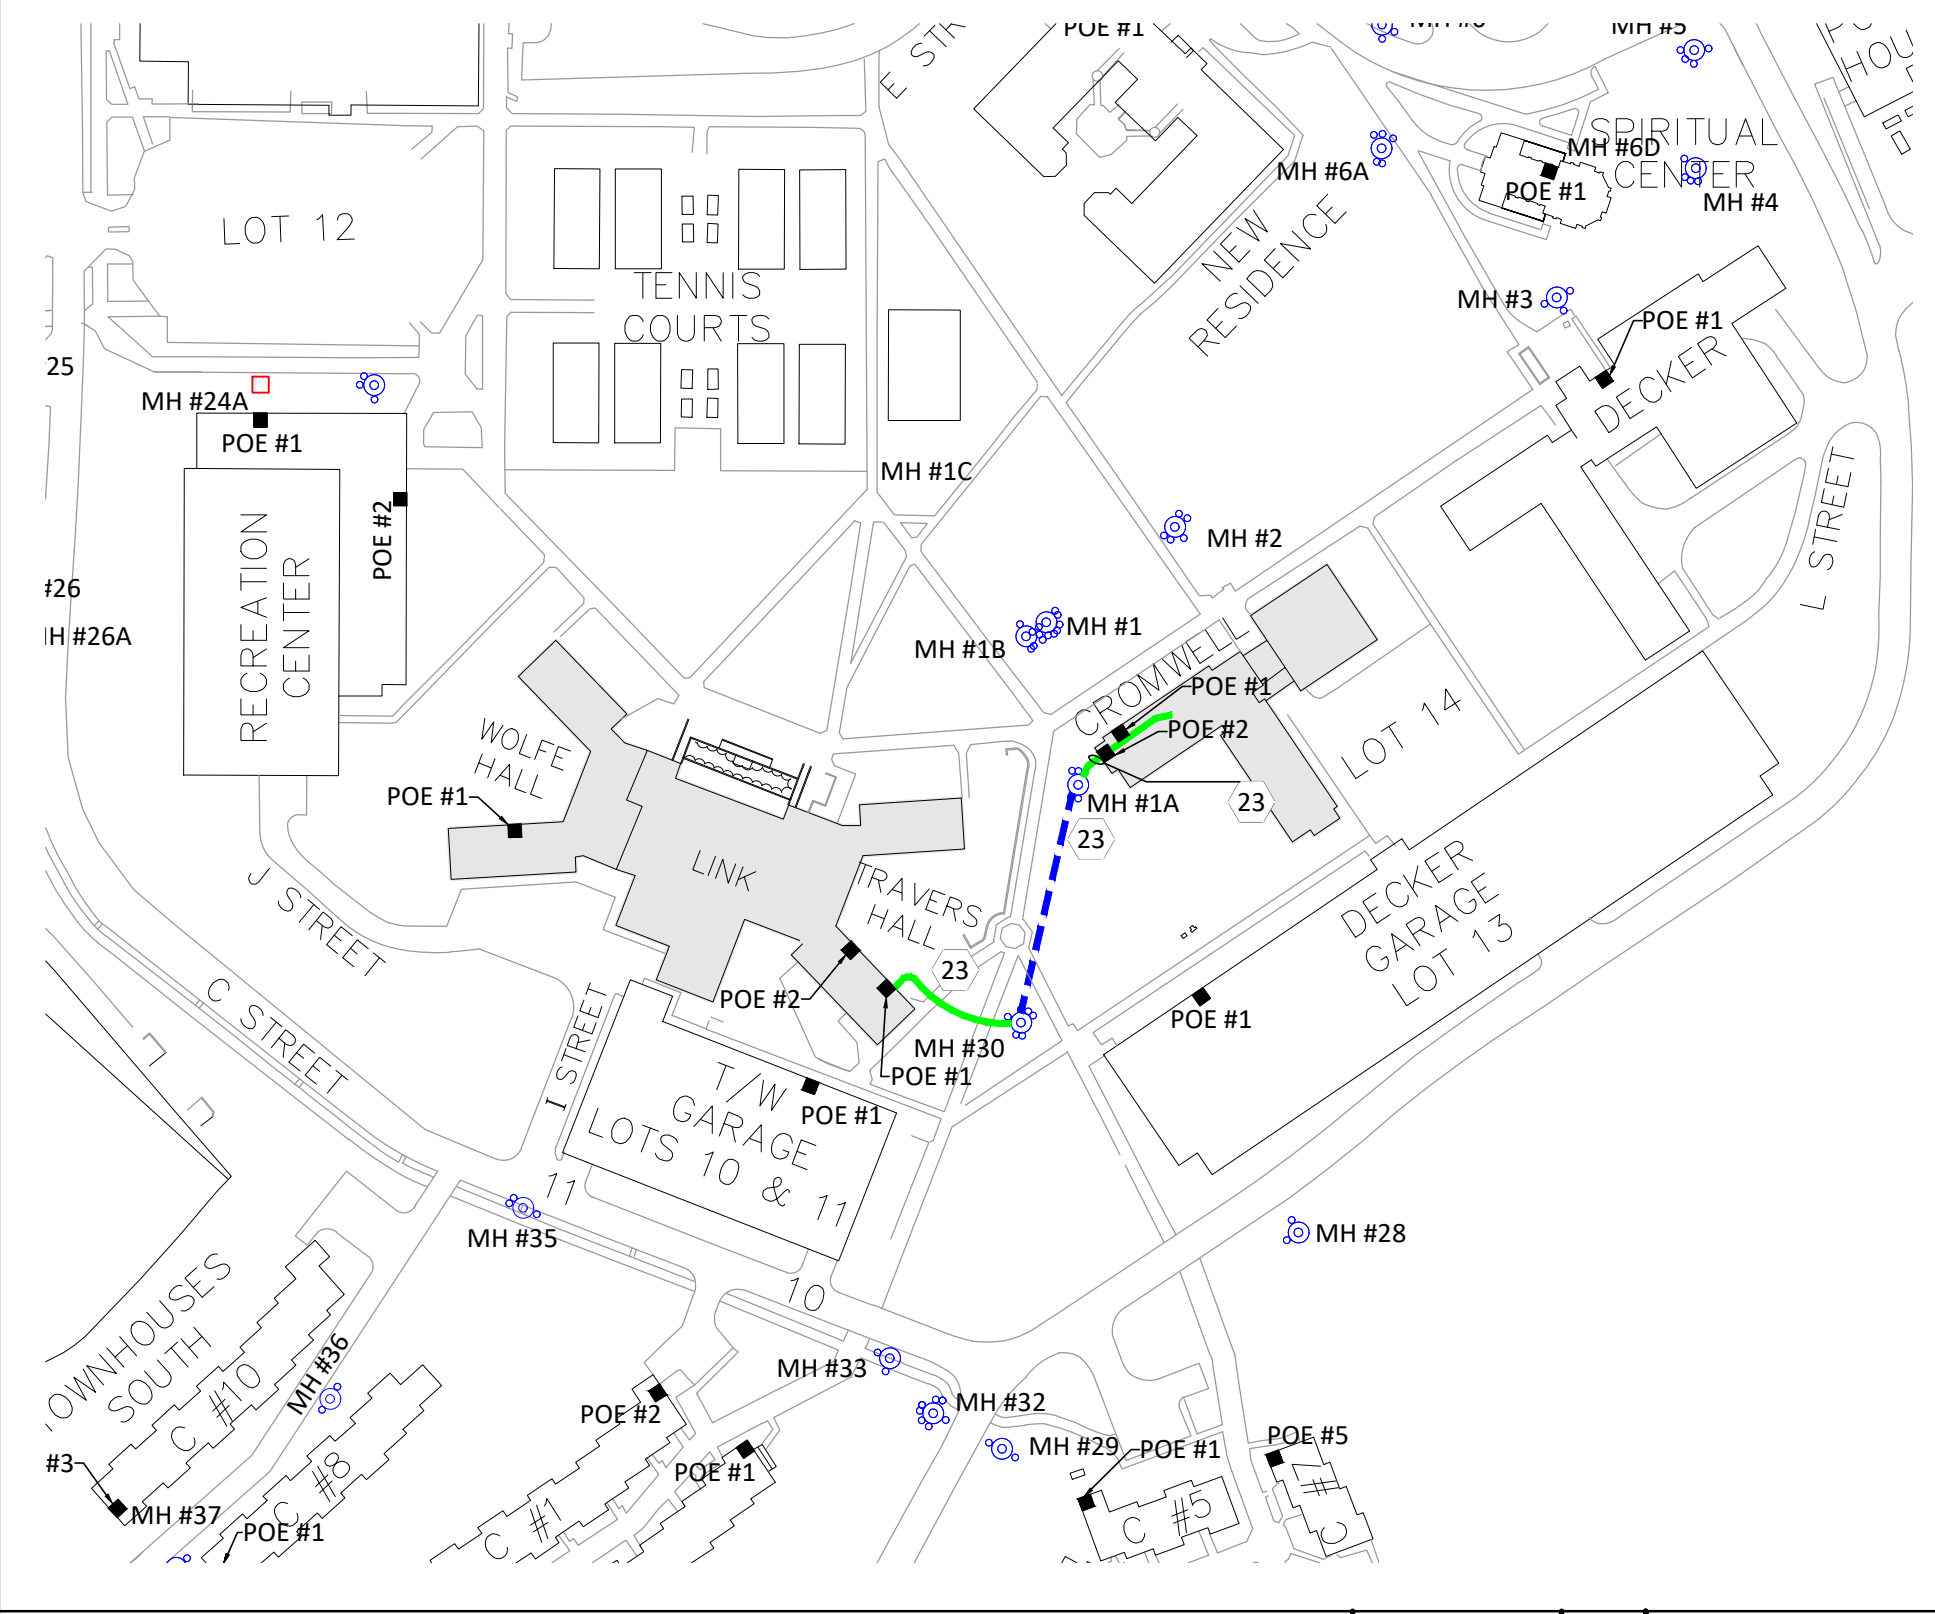 POE #1
MH #5
SPIRITUAL
CENTER
MH #6D
POE #1
MH #6A
MH #4
LOT 12
NEW
RESIDENCE
TENNIS
COURTS
MH #3
POE #1
DECKER
25
MH #24A
POE #1
MH #1C
POE #2
RECREATION
CENTER
MH #2
L STREET
#26
MH #1
MH #1B
#26A
CROMWELL
POE #1
POE #2
LOT 14
WOLFE
HALL
POE #1
MH #1A
23
23
LINK
TRAVERS
HALL
DECKER
GARAGE
LOT 13
J STREET
23
POE #2
C STREET
I STREET
POE #1
MH #30
POE #1
T/W
GARAGE
LOTS 10 & 11
POE #1
11
MH #35
MH #28
10
OWNHOUSES
SOUTH
MH #36
C #10
MH #33
MH #32
POE #2
MH #29
POE #1
POE #5
#3
C #8
POE #1
MH #37
POE #1
C #1
C #5
C #7